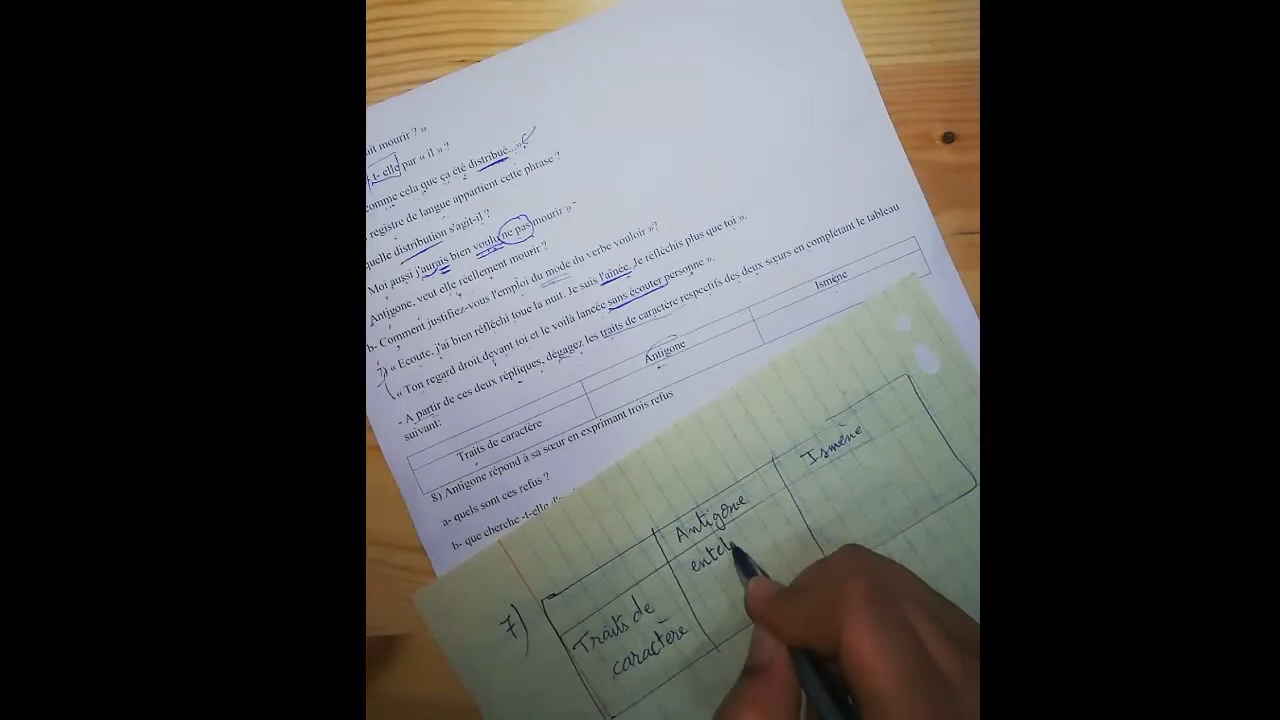 ait mourir ? »
t- elle par « il » ?
comme cela que ça été distribué... »
registre de langue appartient cette phrase ?
quelle distribution s'agit-il ?
Moi aussi j'aurais bien voulu ne pas mourir »
Antigone, veut elle réellement mourir ?
b- Comment justifiez-vous l'emploi du mode du verbe vouloir »?
7) « Ecoute, j'ai bien réfléchi toue la nuit. Je suis l'aînée. Je refléchis plus que toi ».
« Ton regard droit devant toi et le voilà lancée sans écouter personne ».
- A partir de ces deux répliques, dégagez les traits de caractère respectifs des deux sœurs en complétant le tableau
suivant:
Antigone
Ismène
Traits de caractère
8) Antigone répond à sa sœur en exprimant trois refus
a- quels sont ces refus ?
b- que cherche -t-elle
7)
Antigone
Ismène
Traits de
caractère
entet